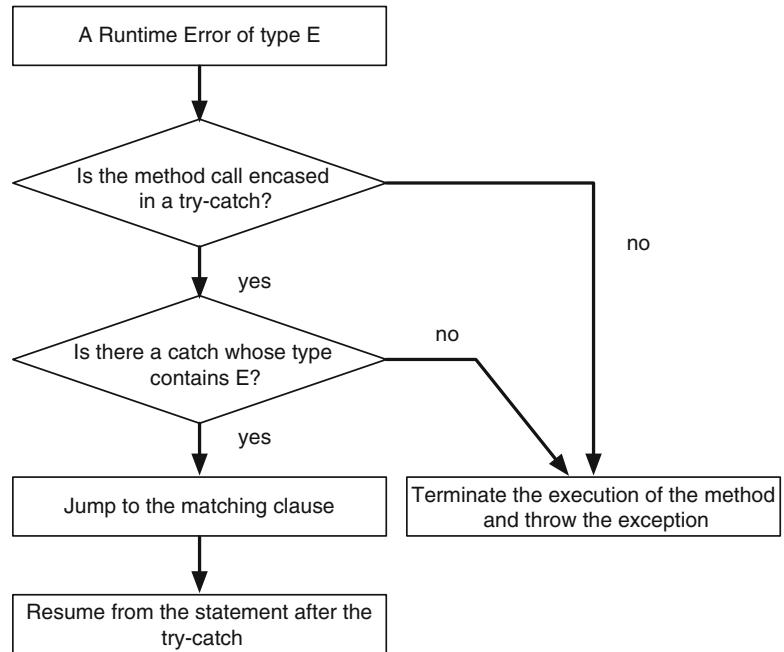 A Runtime Error of type E
Is the method call encased
in a try-catch?
no
yes
Is there a catch whose type
contains E?
no
yes
Jump to the matching clause
Terminate the execution of the method
and throw the exception
Resume from the statement after the
try-catch